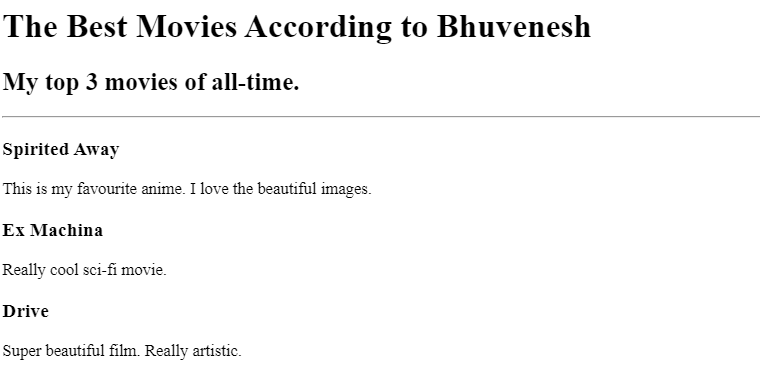 The Best Movies According to Bhuvenesh
My top 3 movies of all-time.
Spirited Away
This is my favourite anime. I love the beautiful images.
Ex Machina
Really cool sci-fi movie.
Drive
Super beautiful film. Really artistic.